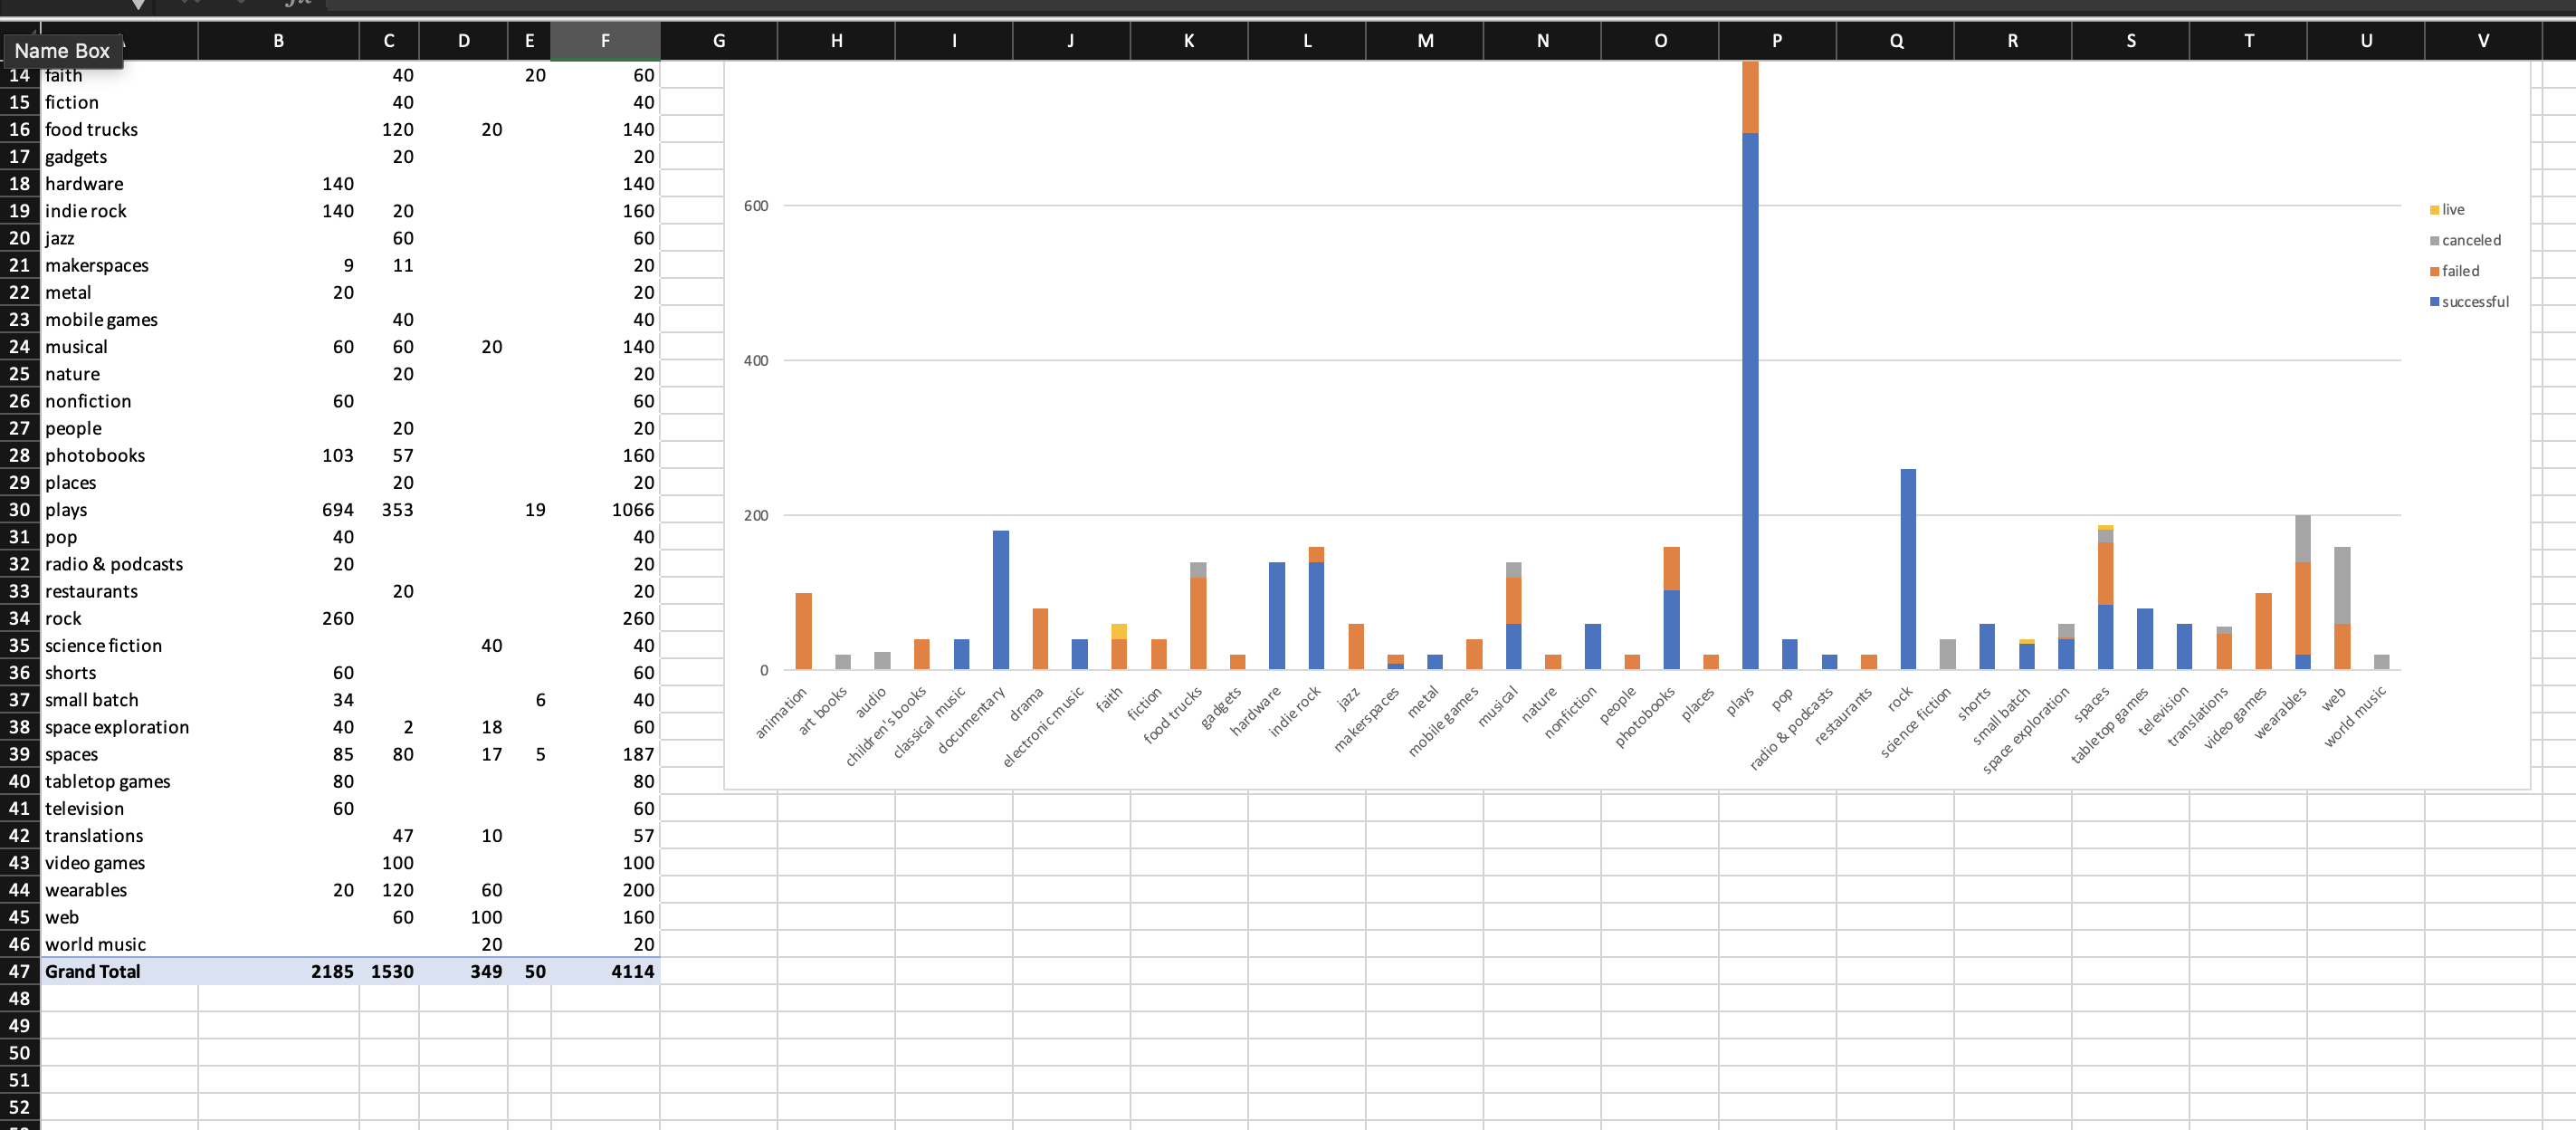 fx
Name Box
B C D E F G H I J K L M N O P Q R S T U V
14 faith 40 20 60
15 fiction 40 40
16 food trucks 120 20 140
17 gadgets 20 20
18 hardware 140 140
19 indie rock 140 20 160
20 jazz 60 60
21 makerspaces 9 11 20
22 metal 20 20
23 mobile games 40 40
24 musical 60 60 20 140
25 nature 20 20
26 nonfiction 60 60
27 people 20 20
28 photobooks 103 57 160
29 places 20 20
30 plays 694 353 19 1066
31 pop 40 40
32 radio & podcasts 20 20
33 restaurants 20 20
34 rock 260 260
35 science fiction 40 40
36 shorts 60 60
37 small batch 34 6 40
38 space exploration 40 2 18 60
39 spaces 85 80 17 5 187
40 tabletop games 80 80
41 television 60 60
42 translations 47 10 57
43 video games 100 100
44 wearables 20 120 60 200
45 web 60 100 160
46 world music 20 20
47 Grand Total 2185 1530 349 50 4114
48
49
50
51
52
600
400
200
0
animation
art books
audio
children's books
classical music
documentary
drama
electronic music
faith
fiction
food trucks
gadgets
hardware
indie rock
jazz
makerspaces
metal
mobile games
musical
nature
nonfiction
people
photobooks
places
plays
pop
radio & podcasts
restaurants
rock
science fiction
shorts
small batch
space exploration
spaces
tabletop games
television
translations
video games
wearables
web
world music
live
canceled
failed
successful